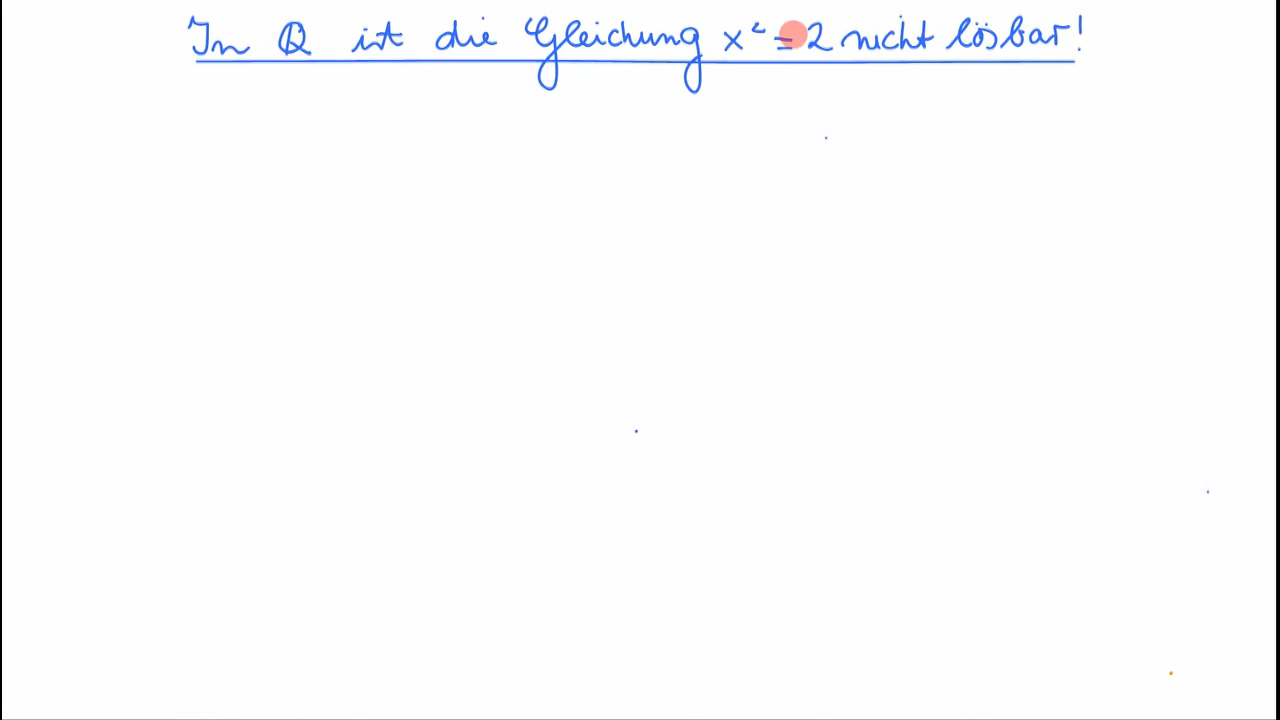 In ℚ ist die Gleichung x² = 2 nicht lösbar!